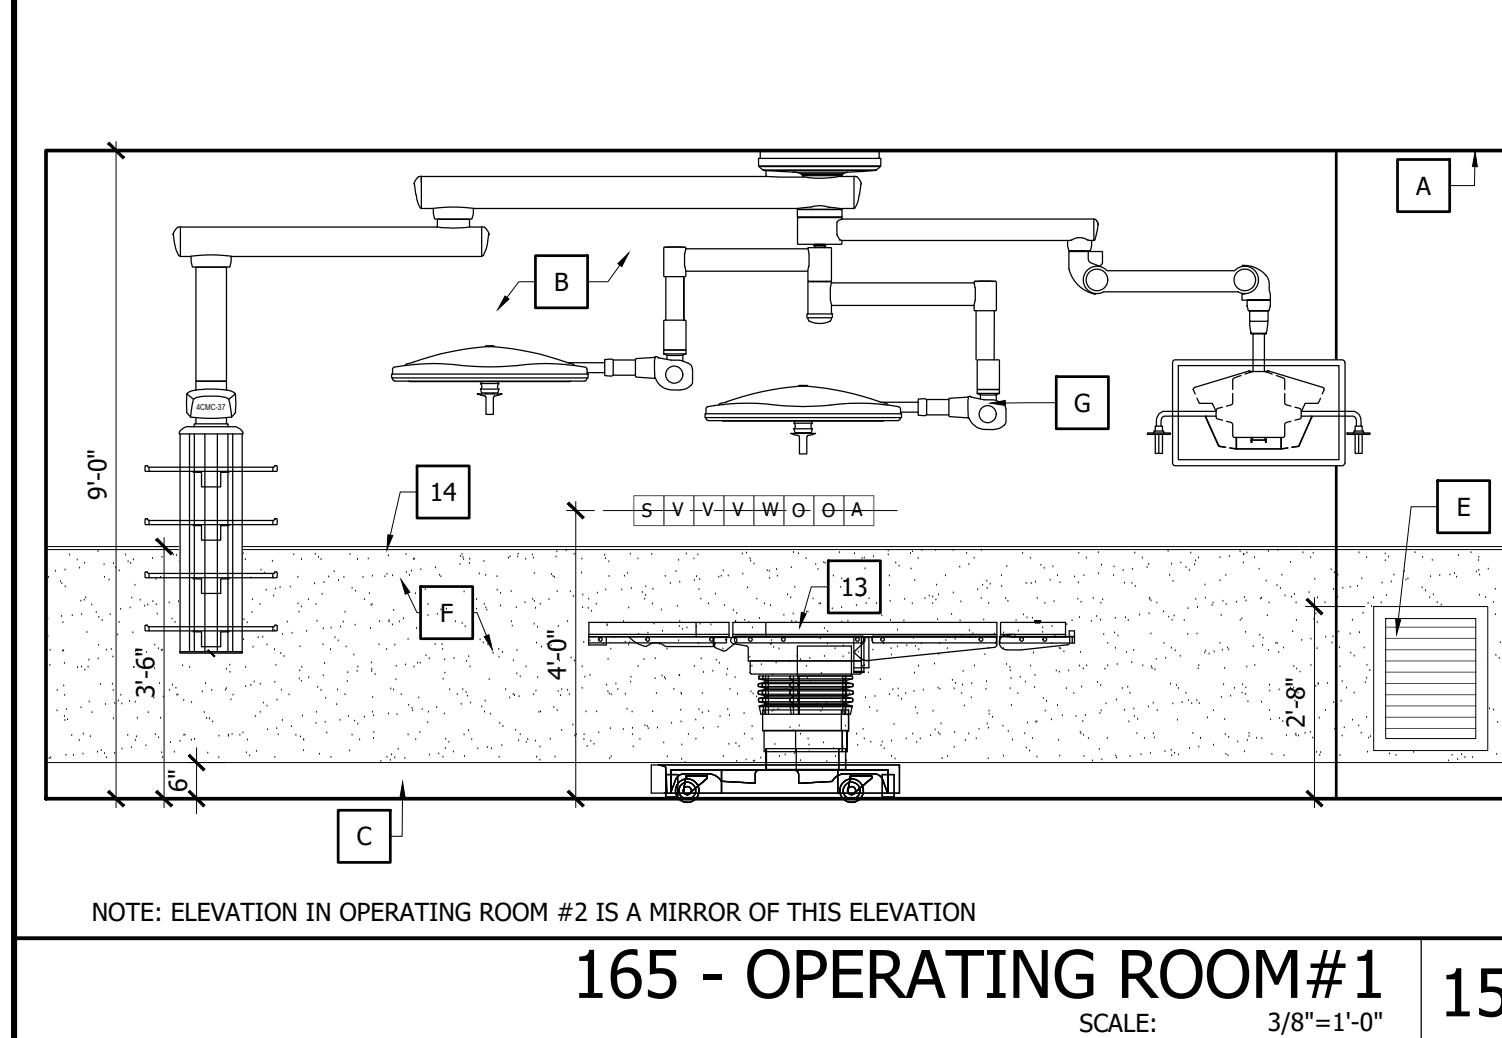 A
B
4CMC-37
G
9'-0"
14
S V V V W O O A
E
F
13
3'-6"
4'-0"
2'-8"
6"
C
NOTE: ELEVATION IN OPERATING ROOM #2 IS A MIRROR OF THIS ELEVATION
165 - OPERATING ROOM#1
15
SCALE: 3/8"=1'-0"